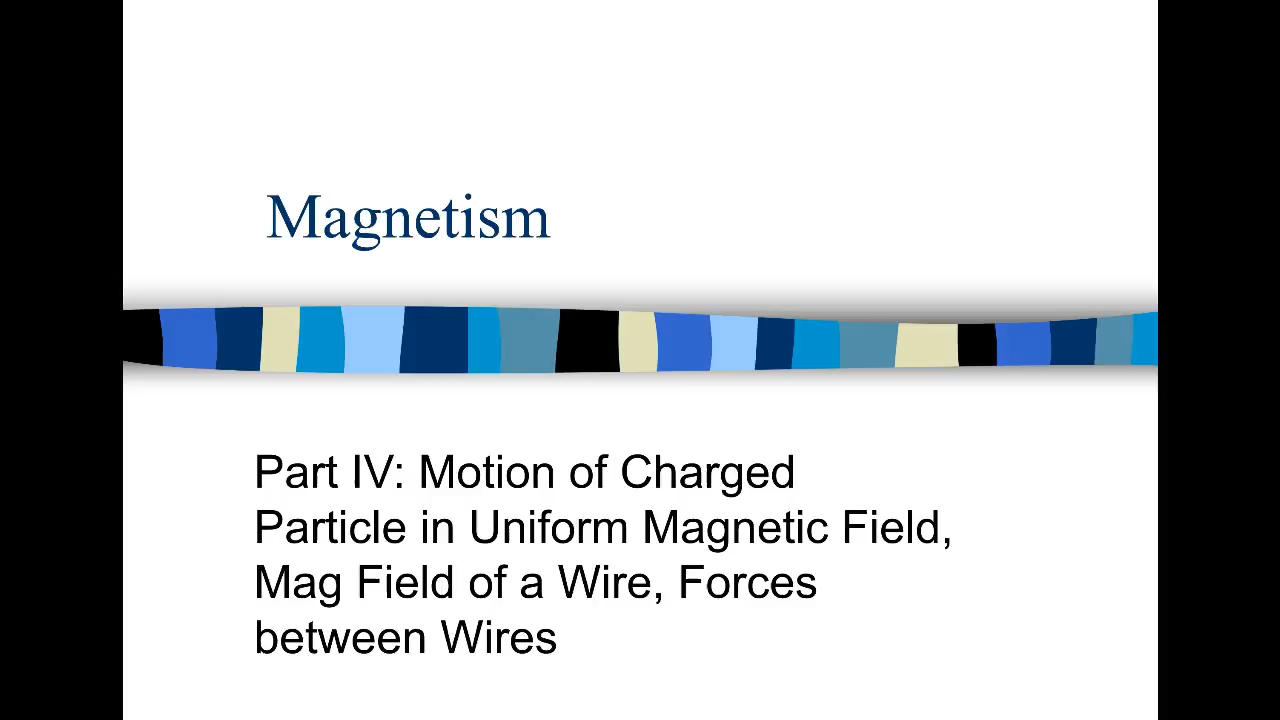 Magnetism
Part IV: Motion of Charged
Particle in Uniform Magnetic Field,
Mag Field of a Wire, Forces
between Wires